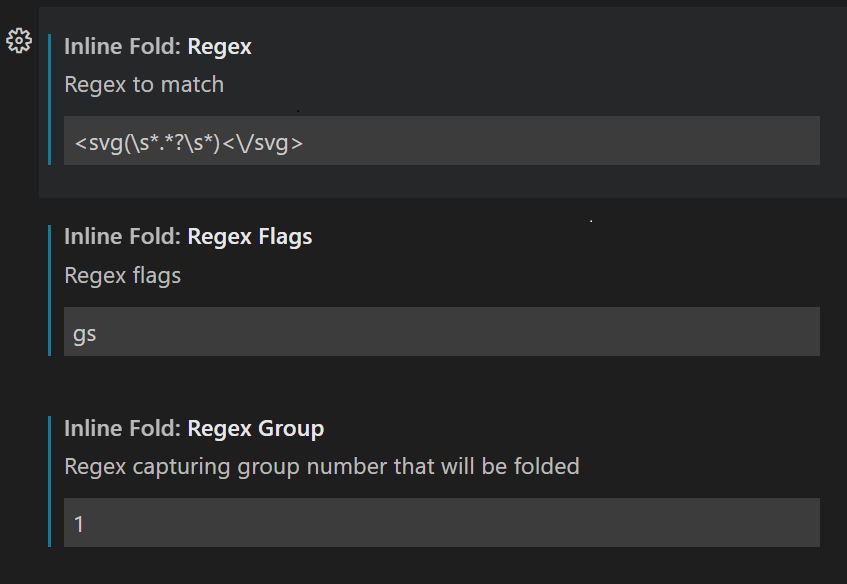 Inline Fold: Regex
Regex to match
<svg(\s*.*?\s*)<\/svg>
Inline Fold: Regex Flags
Regex flags
gs
Inline Fold: Regex Group
Regex capturing group number that will be folded
1